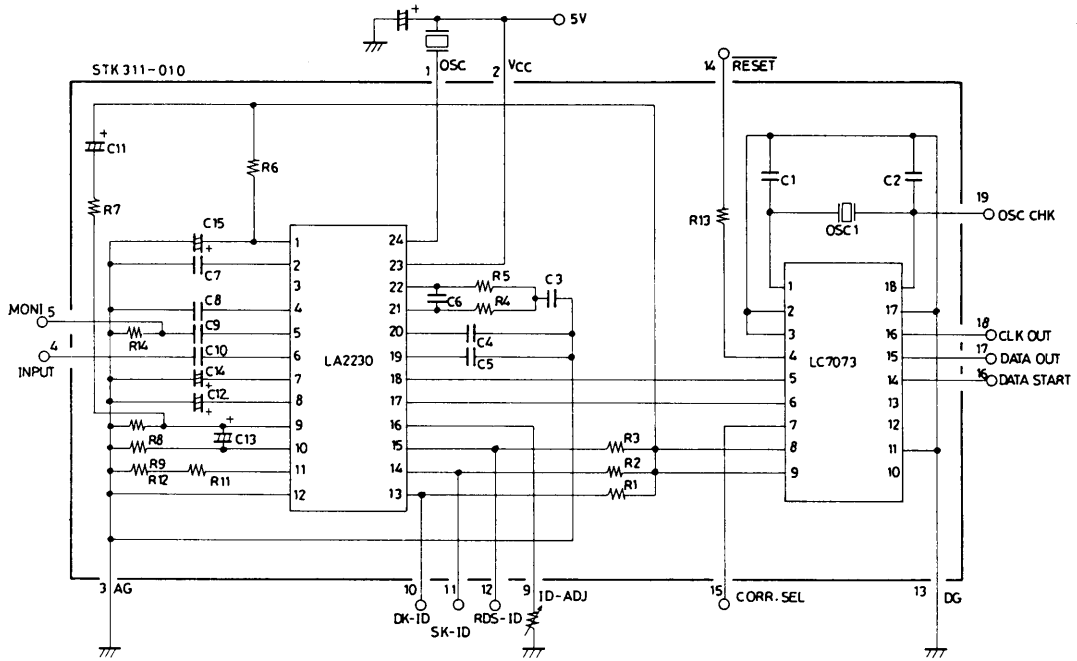 +
5V
STK311-010
1 OSC
2 VCC
14 RESET
C11 +
R6
R7
C1
C2
19
OSC CHK
R13
OSC1
C15
+
C7
C8
C9
C10
C14
+
C12
+
R14
MONI 5
4
INPUT
1
2
3
4
5
6
7
8
9
10
11
12
LA2230
24
23
22
21
20
19
18
17
16
15
14
13
R5
C3
C6
R4
C4
C5
+
C13
R8
R9
R12
R11
R3
R2
R1
1
2
3
4
5
6
7
8
9
LC7073
18
17
16
15
14
13
12
11
10
18
CLK OUT
17
DATA OUT
16
DATA START
3 AG
10
DK-ID
11
SK-ID
12
RDS-ID
9
ID-ADJ
15
CORR.SEL
13
DG